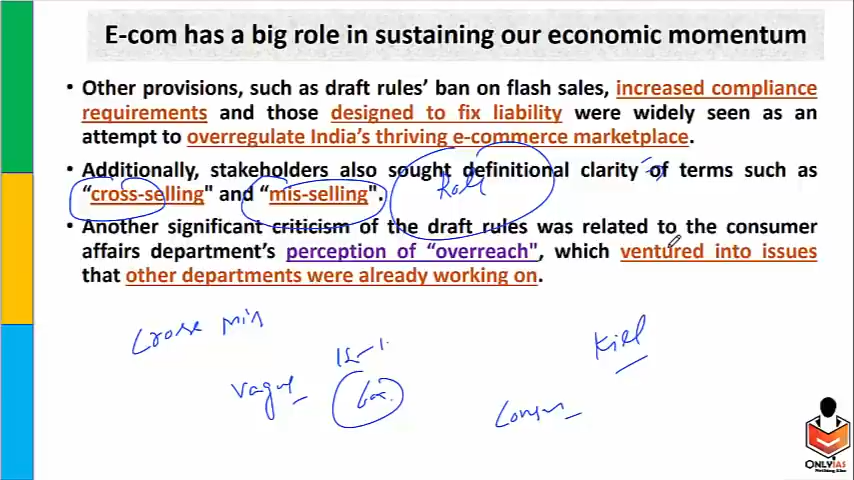 E-com has a big role in sustaining our economic momentum
• Other provisions, such as draft rules' ban on flash sales, increased compliance
requirements and those designed to fix liability were widely seen as an
attempt to overregulate India's thriving e-commerce marketplace.
• Additionally, stakeholders also sought definitional clarity of terms such as
"cross-selling" and "mis-selling".
• Another significant criticism of the draft rules was related to the consumer
affairs department's perception of "overreach", which ventured into issues
that other departments were already working on.
vague
ONLYIAS
Nothing Else